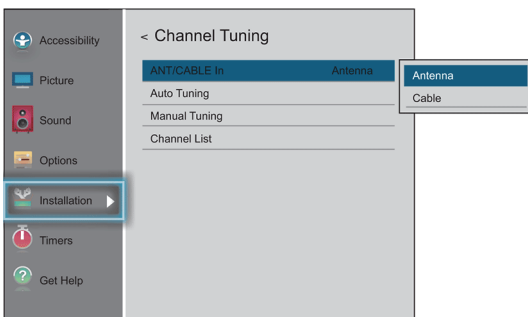 Accessibility
Picture
Sound
Options
Installation
Timers
Get Help
< Channel Tuning
ANT/CABLE In Antenna
Auto Tuning
Manual Tuning
Channel List
Antenna
Cable